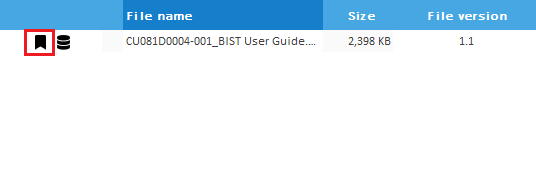 File name Size File version
CU081D0004-001_BIST User Guide.... 2,398 KB 1.1